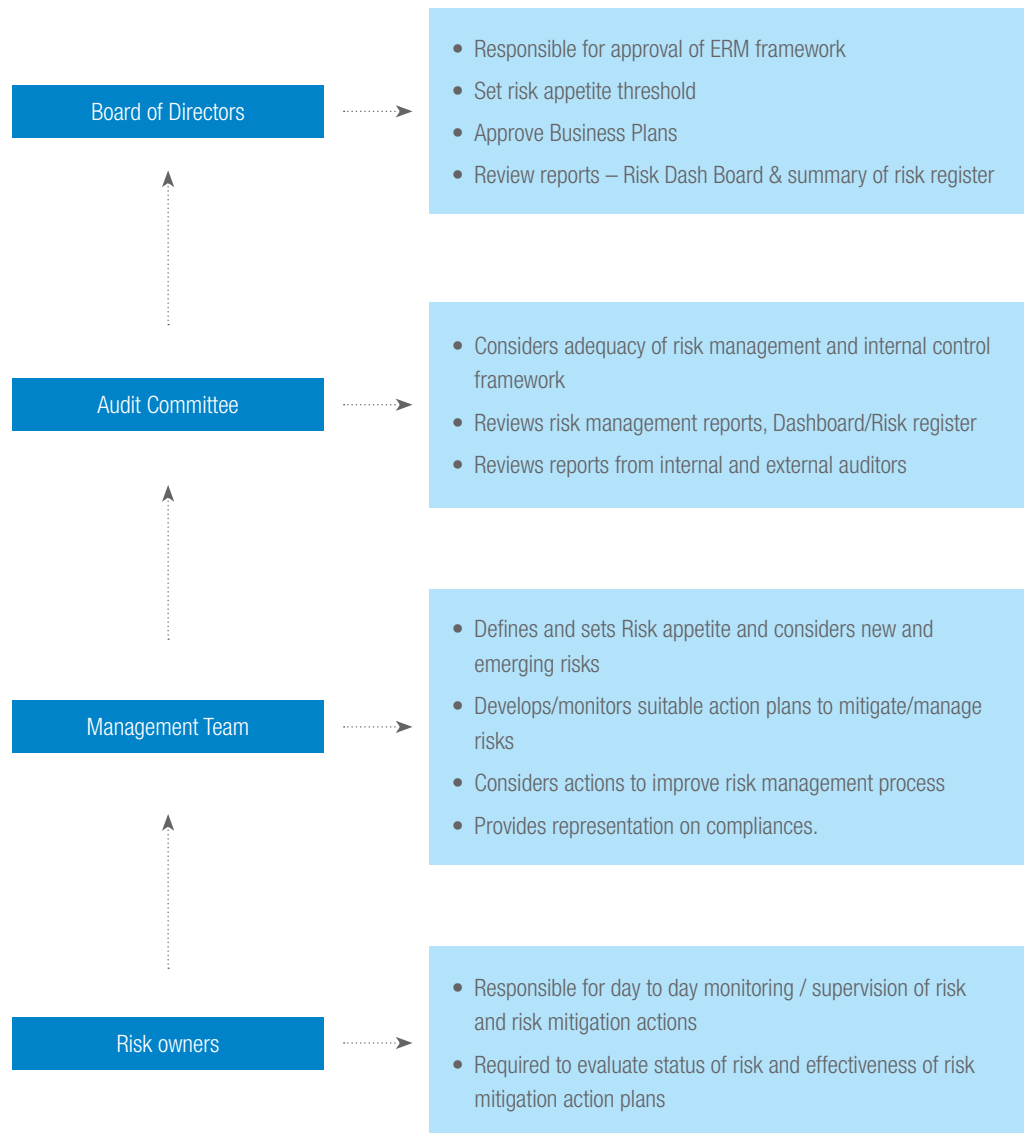 Board of Directors
• Responsible for approval of ERM framework
• Set risk appetite threshold
• Approve Business Plans
• Review reports – Risk Dash Board & summary of risk register
Audit Committee
• Considers adequacy of risk management and internal control
framework
• Reviews risk management reports, Dashboard/Risk register
• Reviews reports from internal and external auditors
Management Team
• Defines and sets Risk appetite and considers new and
emerging risks
• Develops/monitors suitable action plans to mitigate/manage
risks
• Considers actions to improve risk management process
• Provides representation on compliances.
Risk owners
• Responsible for day to day monitoring / supervision of risk
and risk mitigation actions
• Required to evaluate status of risk and effectiveness of risk
mitigation action plans